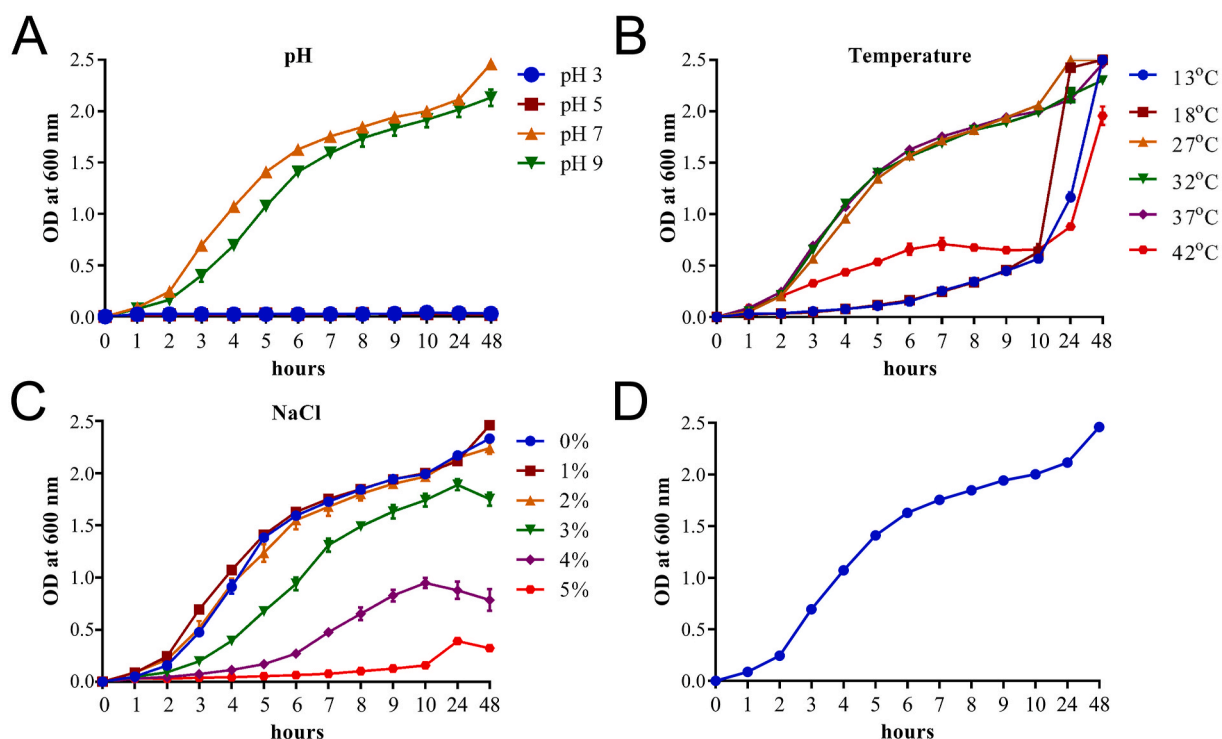 A
pH
OD at 600 nm
2.5
2.0
1.5
1.0
0.5
0.0
0 1 2 3 4 5 6 7 8 9 10 24 48
hours
pH 3
pH 5
pH 7
pH 9
B
Temperature
OD at 600 nm
2.5
2.0
1.5
1.0
0.5
0.0
0 1 2 3 4 5 6 7 8 9 10 24 48
hours
13°C
18°C
27°C
32°C
37°C
42°C
C
NaCl
OD at 600 nm
2.5
2.0
1.5
1.0
0.5
0.0
0 1 2 3 4 5 6 7 8 9 10 24 48
hours
0%
1%
2%
3%
4%
5%
D
OD at 600 nm
2.5
2.0
1.5
1.0
0.5
0.0
0 1 2 3 4 5 6 7 8 9 10 24 48
hours